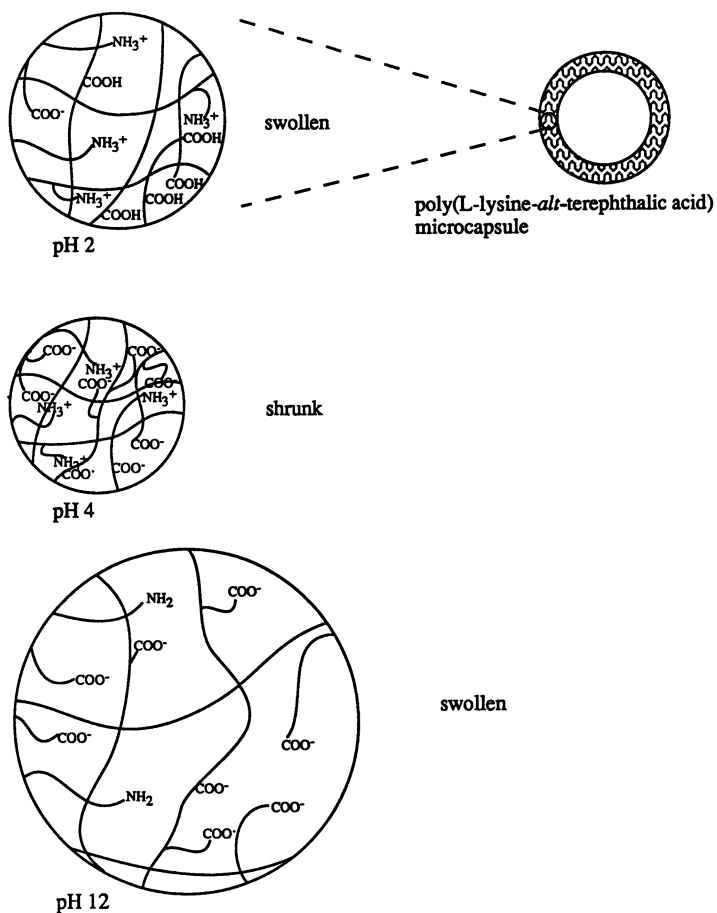 NH₃⁺
COOH
COO⁻
NH₃⁺
NH₃⁺
COOH
COOH
NH₃⁺
COOH
COOH
swollen
poly(L-lysine-alt-terephthalic acid)
microcapsule
pH 2
COO⁻
COO⁻
NH₃⁺
COO⁻
COO⁻
COO⁻
NH₃⁺
NH₃⁺
COO⁻
NH₃⁺
COO⁻
COO⁻
shrunk
pH 4
COO⁻
NH₂
COO⁻
COO⁻
COO⁻
COO⁻
NH₂
COO⁻
COO⁻
COO⁻
swollen
pH 12